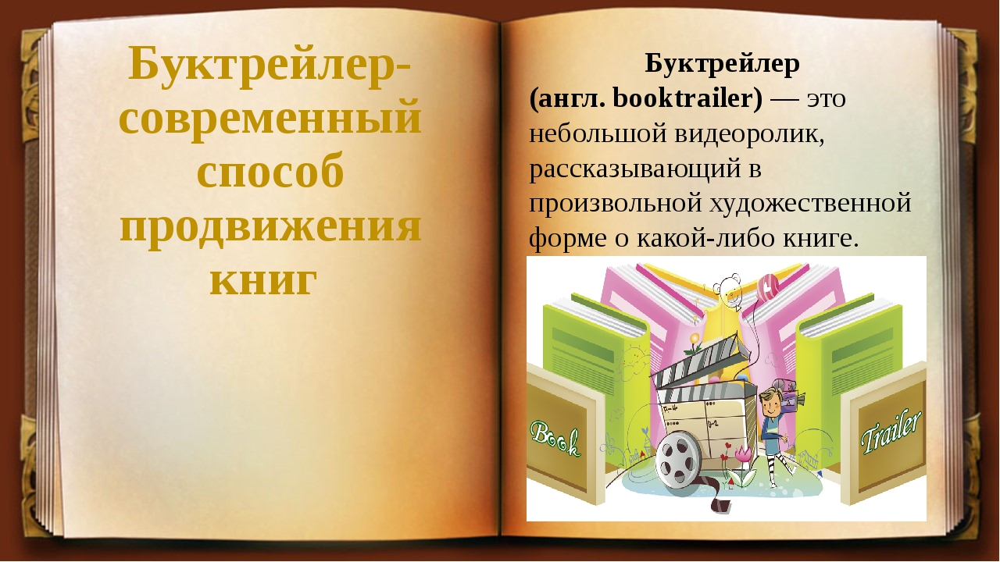 Буктрейлер-
современный
способ
продвижения
книг
Буктрейлер
(англ. booktrailer) — это
небольшой видеоролик,
рассказывающий в
произвольной художественной
форме о какой-либо книге.
Book
Trailer